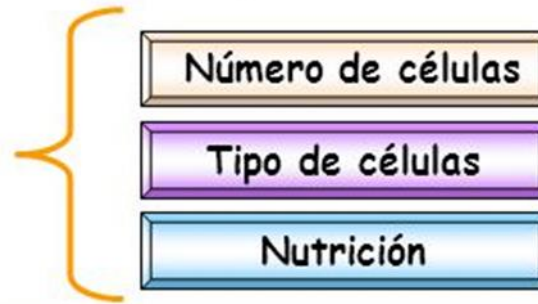 Número de células
Tipo de células
Nutrición